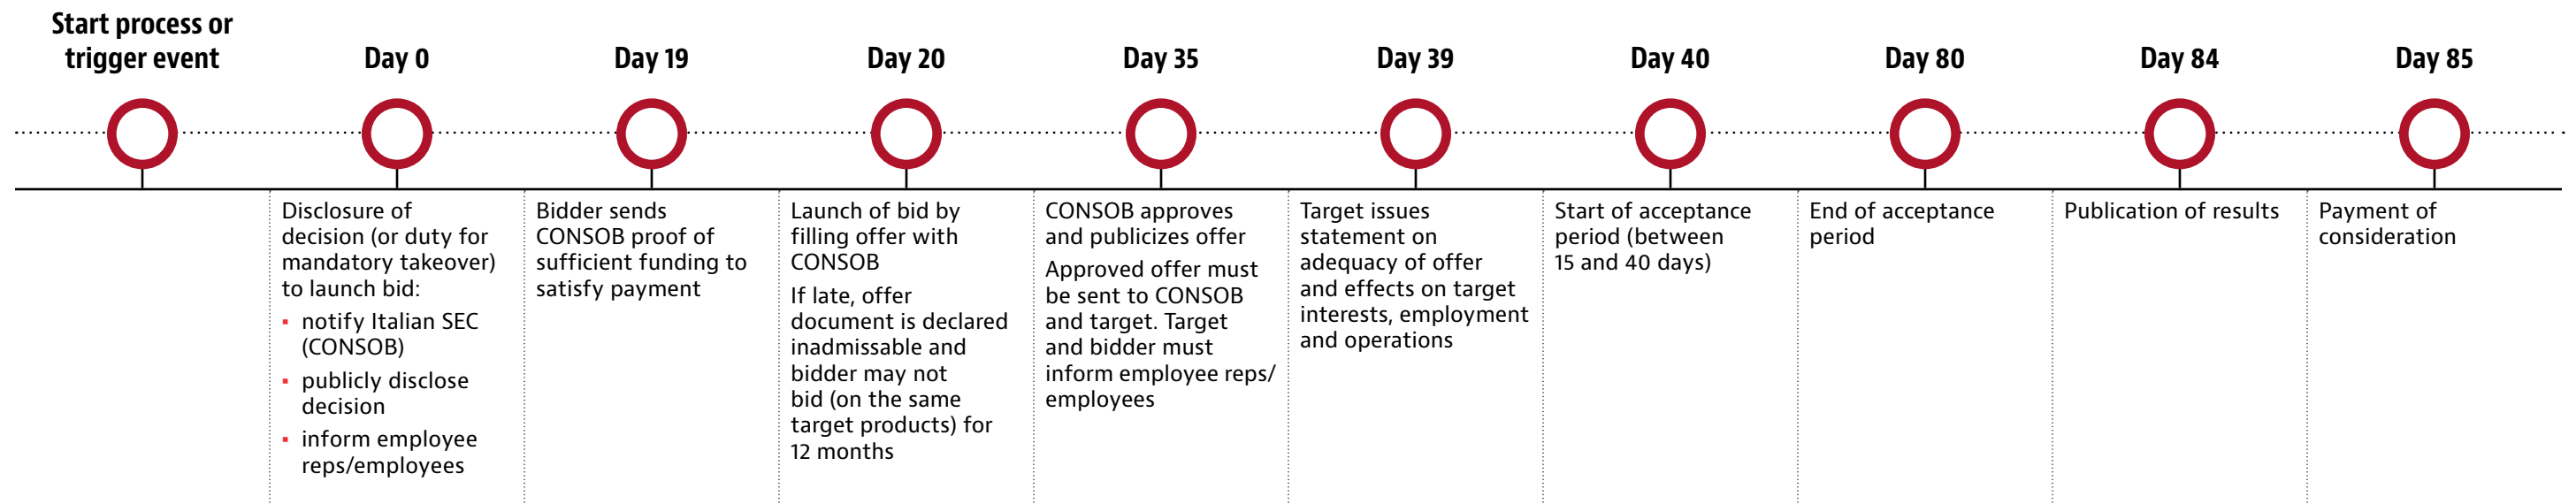 Start process or
trigger event
Day 0
Day 19
Day 20
Day 35
Day 39
Day 40
Day 80
Day 84
Day 85
Disclosure of
decision (or duty for
mandatory takeover)
to launch bid:
▪ notify Italian SEC
(CONSOB)
▪ publicly disclose
decision
▪ inform employee
reps/employees
Bidder sends
CONSOB proof of
sufficient funding to
satisfy payment
Launch of bid by
filling offer with
CONSOB
If late, offer
document is declared
inadmissable and
bidder may not
bid (on the same
target products) for
12 months
CONSOB approves
and publicizes offer
Approved offer must
be sent to CONSOB
and target. Target
and bidder must
inform employee reps/
employees
Target issues
statement on
adequacy of offer
and effects on target
interests, employment
and operations
Start of acceptance
period (between
15 and 40 days)
End of acceptance
period
Publication of results
Payment of
consideration